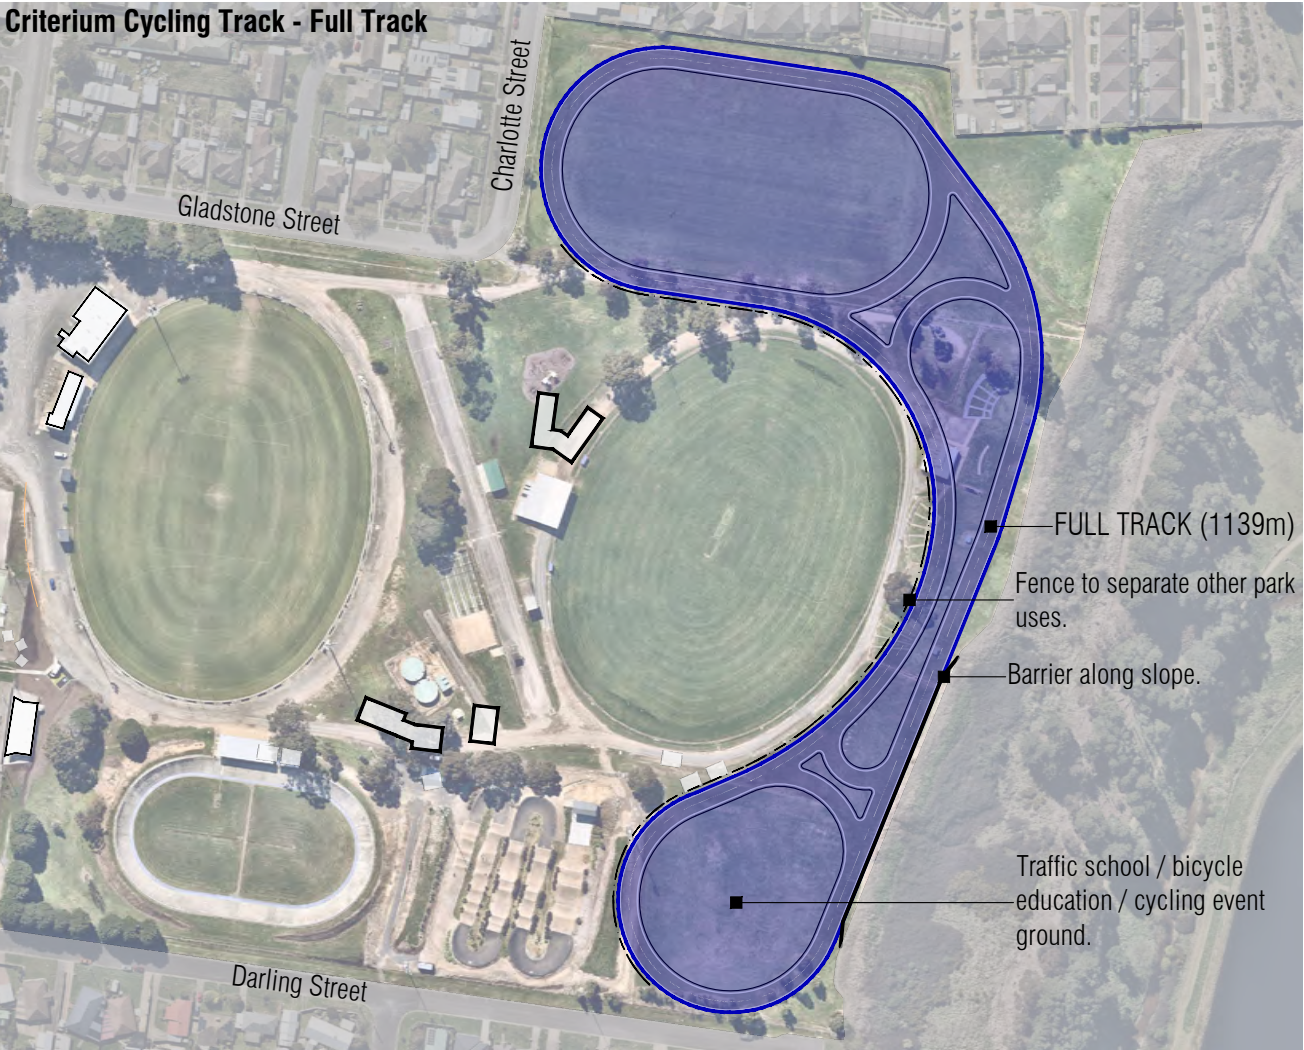 Criterium Cycling Track - Full Track
Charlotte Street
Gladstone Street
FULL TRACK (1139m)
Fence to separate other park
uses.
Barrier along slope.
Traffic school / bicycle
education / cycling event
ground.
Darling Street